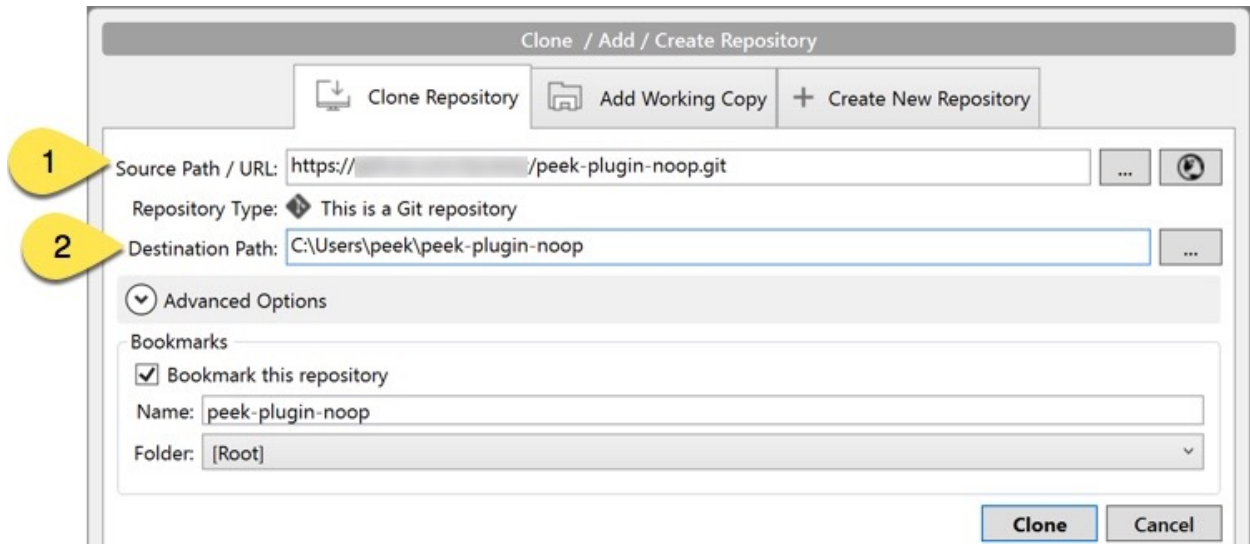 Clone / Add / Create Repository
Clone Repository Add Working Copy + Create New Repository
1 Source Path / URL: https:// /peek-plugin-noop.git ...
Repository Type: This is a Git repository
2 Destination Path: C:\Users\peek\peek-plugin-noop ...
Advanced Options
Bookmarks
Bookmark this repository
Name: peek-plugin-noop
Folder: [Root]
Clone Cancel